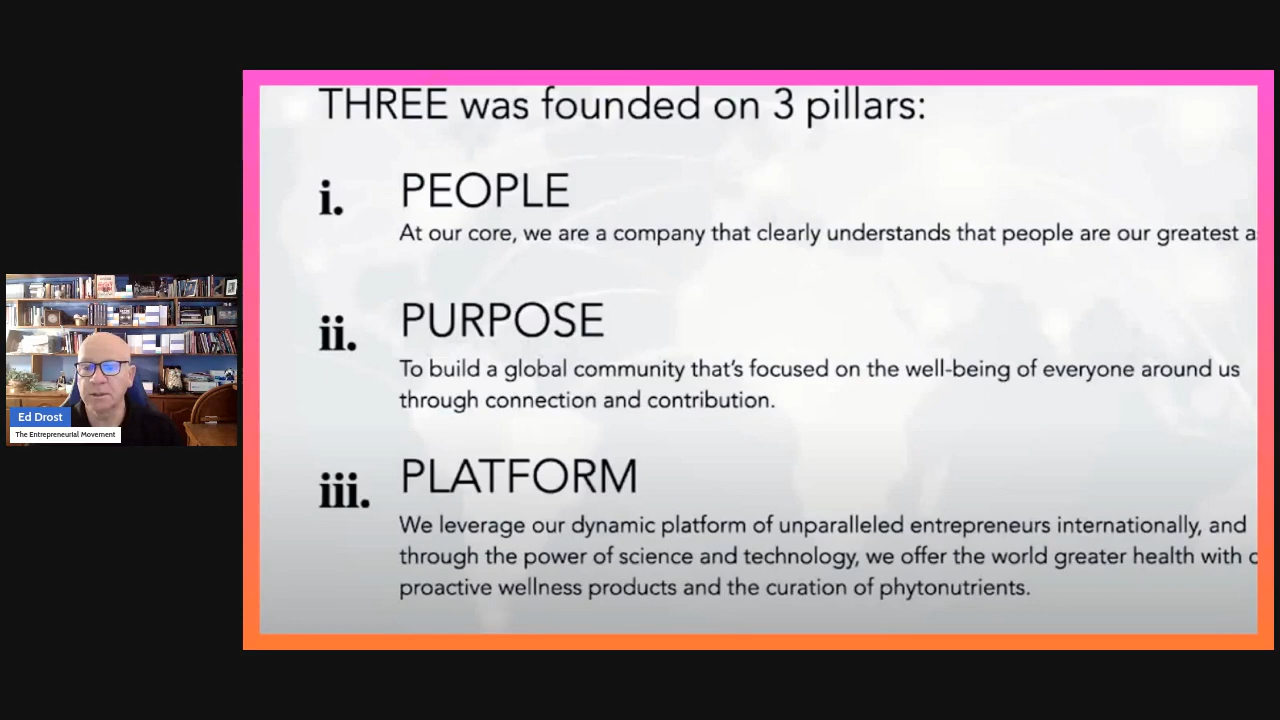 THREE was founded on 3 pillars:
i.
PEOPLE
At our core, we are a company that clearly understands that people are our greatest a
ii.
PURPOSE
To build a global community that's focused on the well-being of everyone around us
through connection and contribution.
iii.
PLATFORM
We leverage our dynamic platform of unparalleled entrepreneurs internationally, and
through the power of science and technology, we offer the world greater health with
proactive wellness products and the curation of phytonutrients.
Ed Drost
The Entrepreneurial Movement